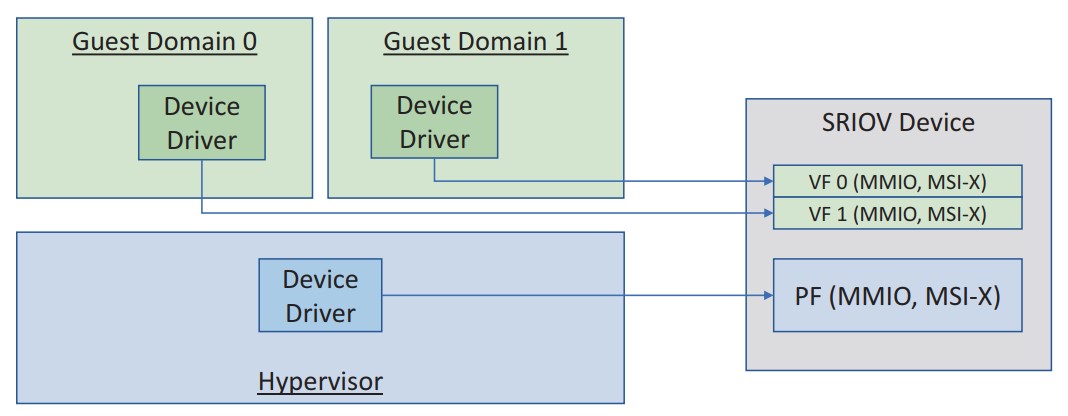 Guest Domain 0
Device
Driver
Guest Domain 1
Device
Driver
SRIOV Device
VF 0 (MMIO, MSI-X)
VF 1 (MMIO, MSI-X)
PF (MMIO, MSI-X)
Device
Driver
Hypervisor